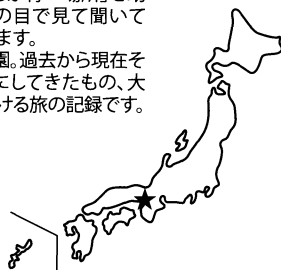 の目で見て聞いて
ます。
園。過去から現在そ
にしてきたもの、大
ける旅の記録です。